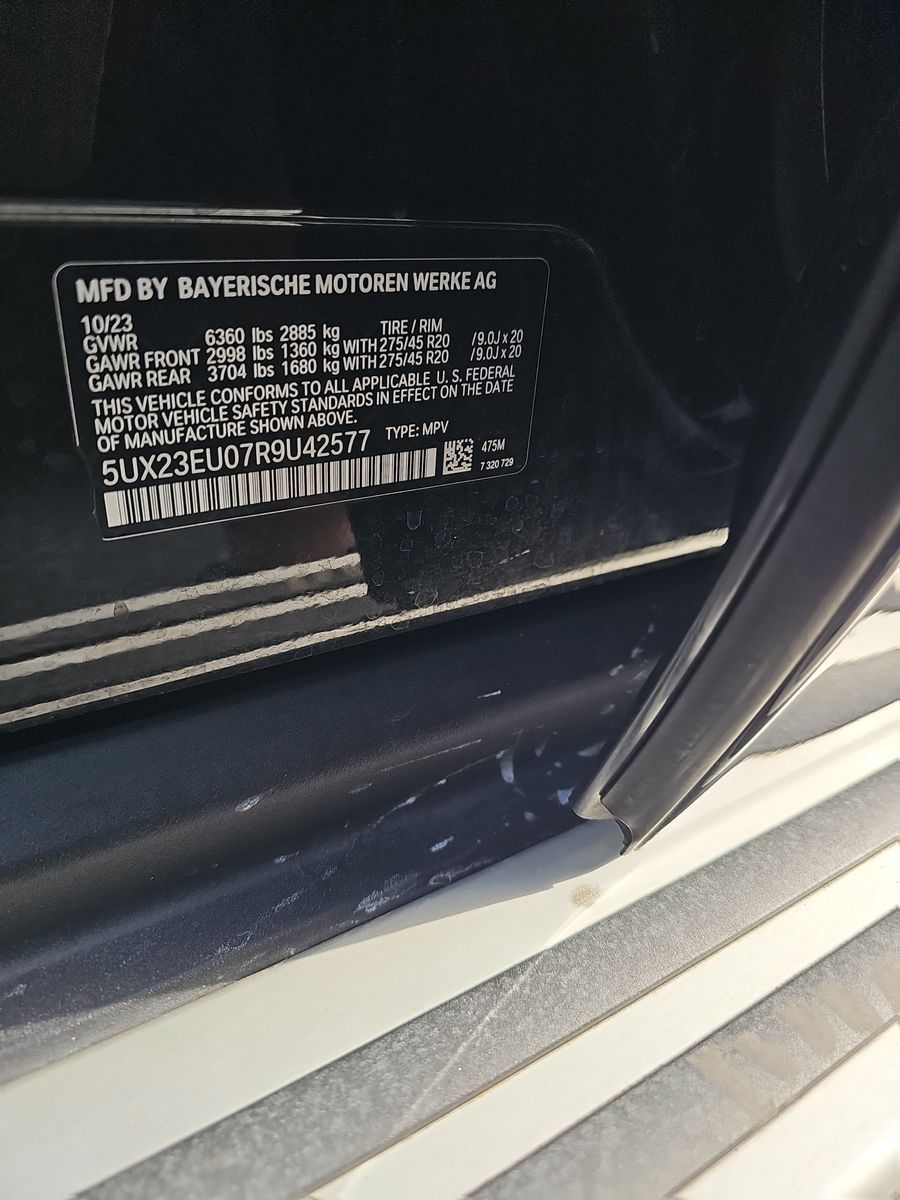 MFD BY BAYERISCHE MOTOREN WERKE AG
10/23 TIRE / RIM
GVWR 6360 lbs 2885 kg
GAWR FRONT 2998 lbs 1360 kg WITH 275/45 R20 / 9.0J x 20
GAWR REAR 3704 lbs 1680 kg WITH 275/45 R20 / 9.0J x 20
THIS VEHICLE CONFORMS TO ALL APPLICABLE U. S. FEDERAL
MOTOR VEHICLE SAFETY STANDARDS IN EFFECT ON THE DATE
OF MANUFACTURE SHOWN ABOVE.
5UX23EU07R9U42577 TYPE: MPV
475M
7 320 729